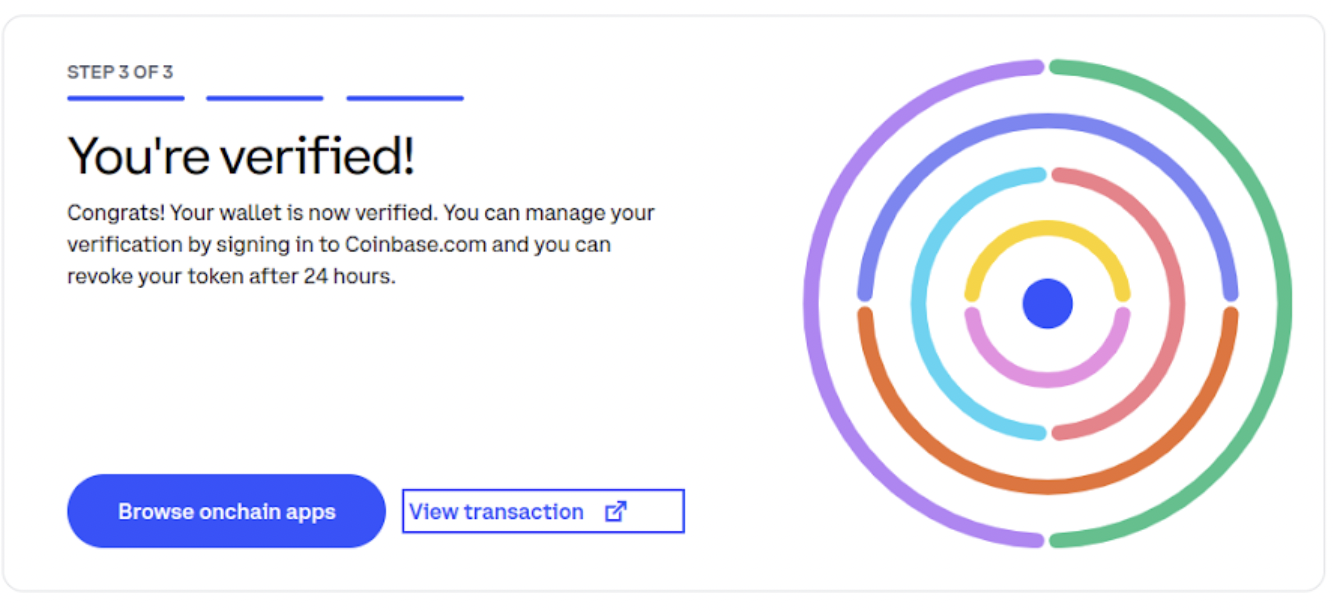 STEP 3 OF 3
You're verified!
Congrats! Your wallet is now verified. You can manage your
verification by signing in to Coinbase.com and you can
revoke your token after 24 hours.
Browse onchain apps
View transaction